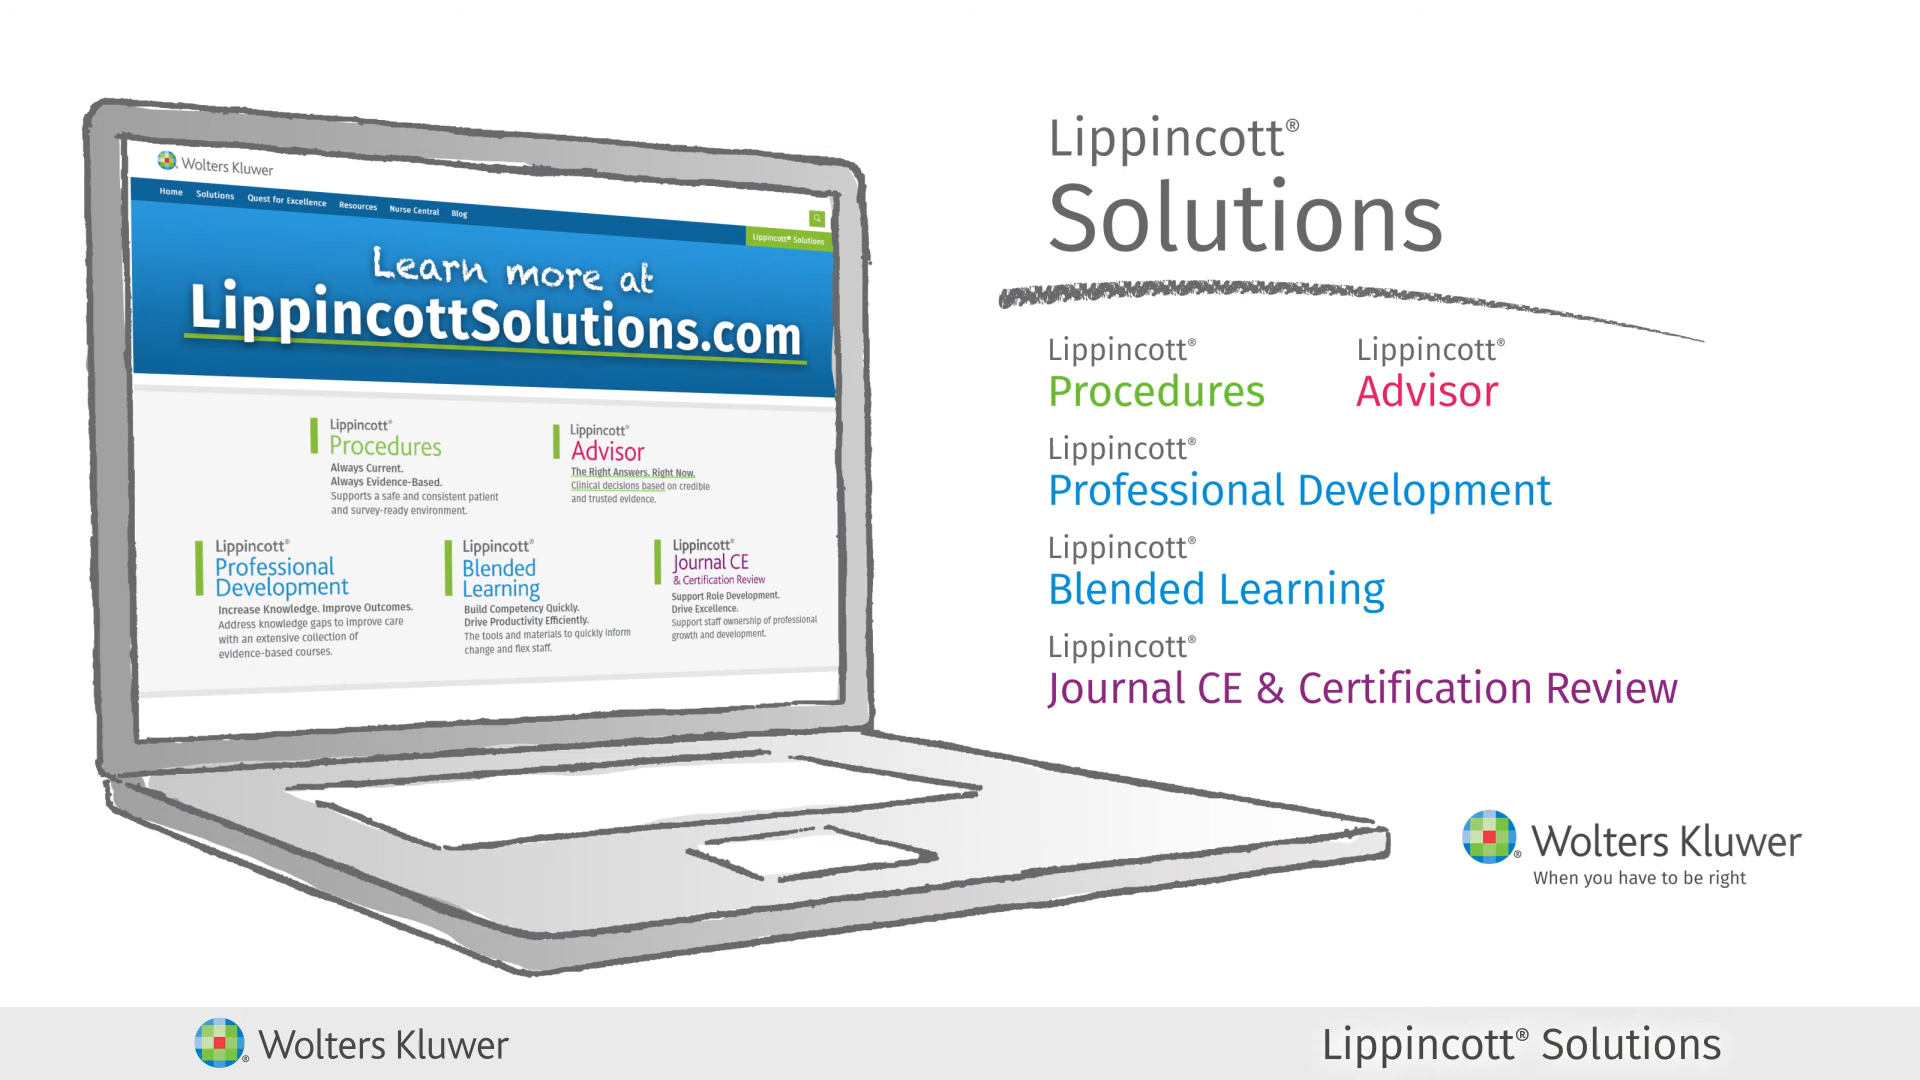 Wolters Kluwer
Home Solutions Quest for Excellence Resources Nurse Central Blog
Lippincott® Solutions
Learn more at
LippincottSolutions.com
Lippincott®
Procedures
Always Current.
Always Evidence-Based.
Supports a safe and consistent patient
and survey-ready environment.
Lippincott®
Advisor
The Right Answers. Right Now.
Clinical decisions based on credible
and trusted evidence.
Lippincott®
Professional
Development
Increase Knowledge. Improve Outcomes.
Address knowledge gaps to improve care
with an extensive collection of
evidence-based courses.
Lippincott®
Blended
Learning
Build Competency Quickly.
Drive Productivity Efficiently.
The tools and materials to quickly inform
change and flex staff.
Lippincott®
Journal CE
& Certification Review
Support Role Development.
Drive Excellence.
Support staff ownership of professional
growth and development.
Lippincott®
Solutions
Lippincott®
Procedures
Lippincott®
Advisor
Lippincott®
Professional Development
Lippincott®
Blended Learning
Lippincott®
Journal CE & Certification Review
® Wolters Kluwer
When you have to be right
® Wolters Kluwer
Lippincott® Solutions